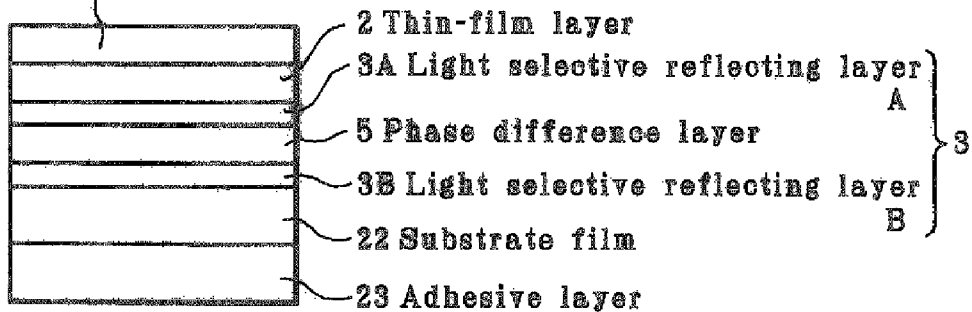 2 Thin-film layer
3A Light selective reflecting layer
A
5 Phase difference layer
3
3B Light selective reflecting layer
B
22 Substrate film
23 Adhesive layer